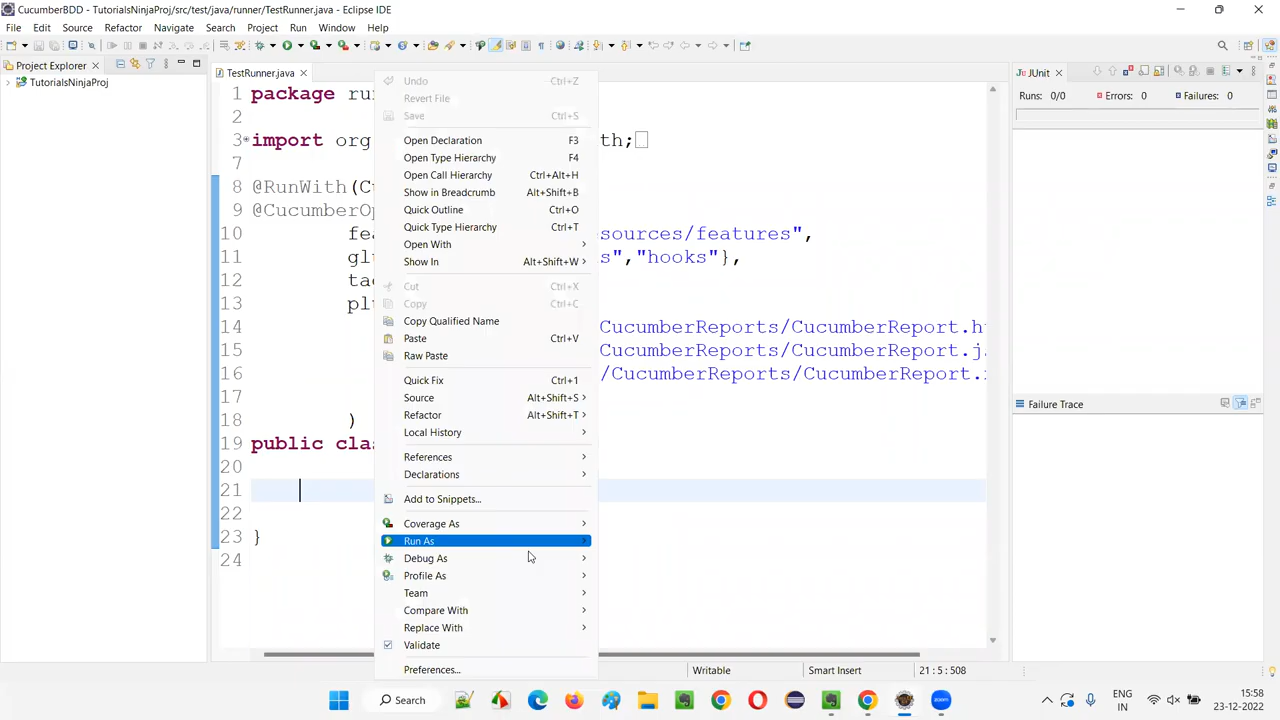 CucumberBDD - TutorialsNinjaProj/src/test/java/runner/TestRunner.java - Eclipse IDE
File Edit Source Refactor Navigate Search Project Run Window Help
Project Explorer
TutorialsNinjaProj
TestRunner.java
1 package
2
3 import org th;
7
8 @RunWith(
9
10 sources/features",
11 s","hooks"},
12
13
14 CucumberReports/CucumberReport.
15 CucumberReports/CucumberReport.j
16 /CucumberReports/CucumberReport.
17
18 )
19 public
20
21
22
23 }
24
Undo Ctrl+Z
Revert File
Save Ctrl+S
Open Declaration F3
Open Type Hierarchy F4
Open Call Hierarchy Ctrl+Alt+H
Show in Breadcrumb Alt+Shift+B
Quick Outline Ctrl+O
Quick Type Hierarchy Ctrl+T
Open With
Show In Alt+Shift+W
Cut Ctrl+X
Copy Ctrl+C
Copy Qualified Name
Paste Ctrl+V
Raw Paste
Quick Fix Ctrl+1
Source Alt+Shift+S
Refactor Alt+Shift+T
Local History
References
Declarations
Add to Snippets...
Coverage As
Run As
Debug As
Profile As
Team
Compare With
Replace With
Validate
Preferences...
JUnit
Runs: 0/0 Errors: 0 Failures: 0
Failure Trace
Writable Smart Insert 21 : 5 : 508
Search
ENG
IN
15:58
23-12-2022